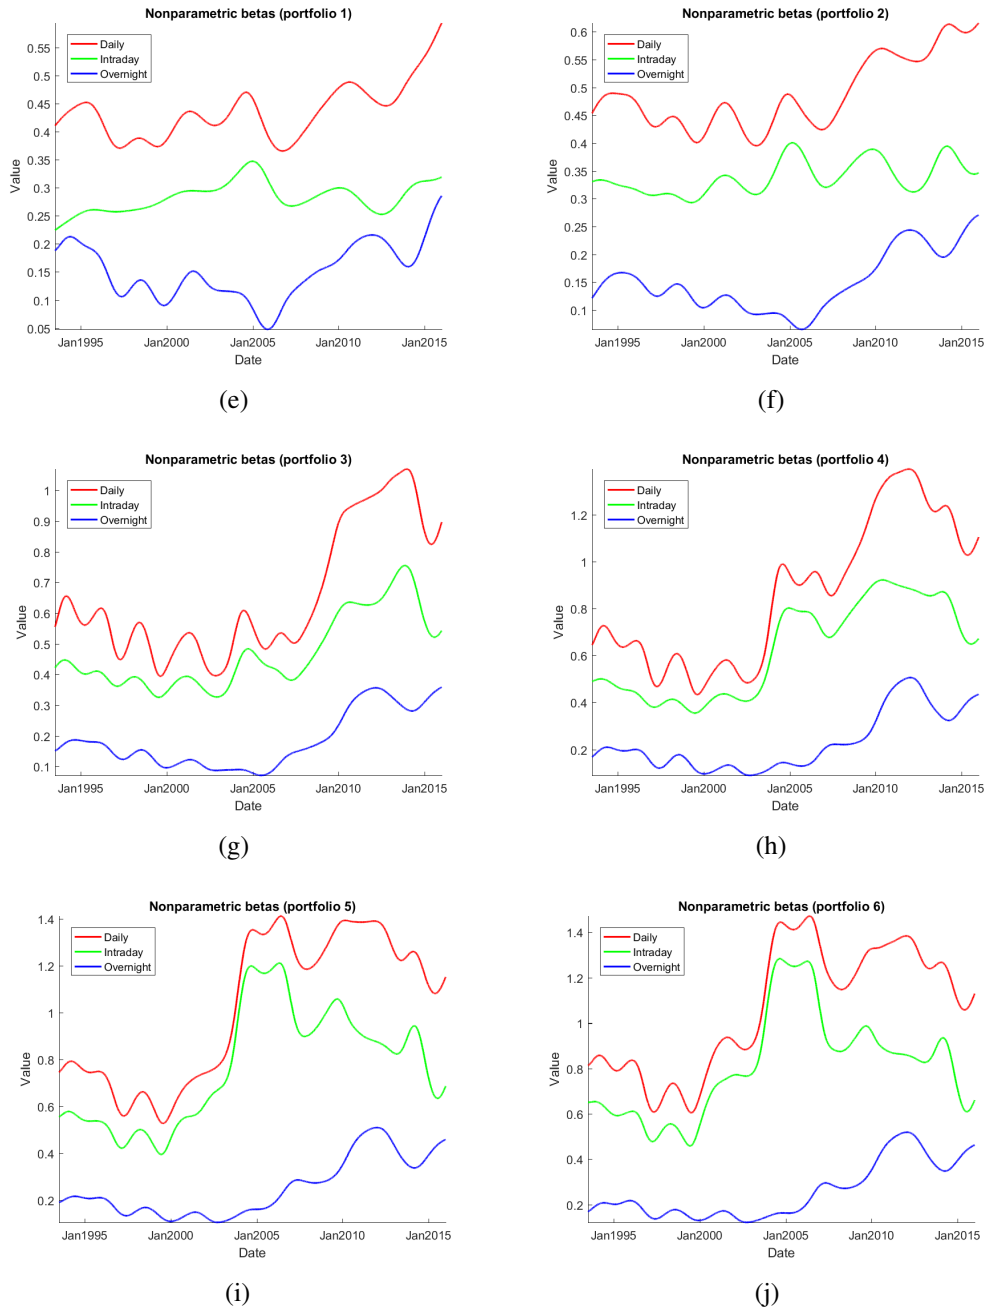 Nonparametric betas (portfolio 1)
Daily
Intraday
Overnight
Value
0.55
0.5
0.45
0.4
0.35
0.3
0.25
0.2
0.15
0.1
0.05
Jan1995 Jan2000 Jan2005 Jan2010 Jan2015
Date
(e)
Nonparametric betas (portfolio 2)
Daily
Intraday
Overnight
Value
0.6
0.55
0.5
0.45
0.4
0.35
0.3
0.25
0.2
0.15
0.1
Jan1995 Jan2000 Jan2005 Jan2010 Jan2015
Date
(f)
Nonparametric betas (portfolio 3)
Daily
Intraday
Overnight
Value
1
0.9
0.8
0.7
0.6
0.5
0.4
0.3
0.2
0.1
Jan1995 Jan2000 Jan2005 Jan2010 Jan2015
Date
(g)
Nonparametric betas (portfolio 4)
Daily
Intraday
Overnight
Value
1.2
1
0.8
0.6
0.4
0.2
Jan1995 Jan2000 Jan2005 Jan2010 Jan2015
Date
(h)
Nonparametric betas (portfolio 5)
Daily
Intraday
Overnight
Value
1.4
1.2
1
0.8
0.6
0.4
0.2
Jan1995 Jan2000 Jan2005 Jan2010 Jan2015
Date
(i)
Nonparametric betas (portfolio 6)
Daily
Intraday
Overnight
Value
1.4
1.2
1
0.8
0.6
0.4
0.2
Jan1995 Jan2000 Jan2005 Jan2010 Jan2015
Date
(j)